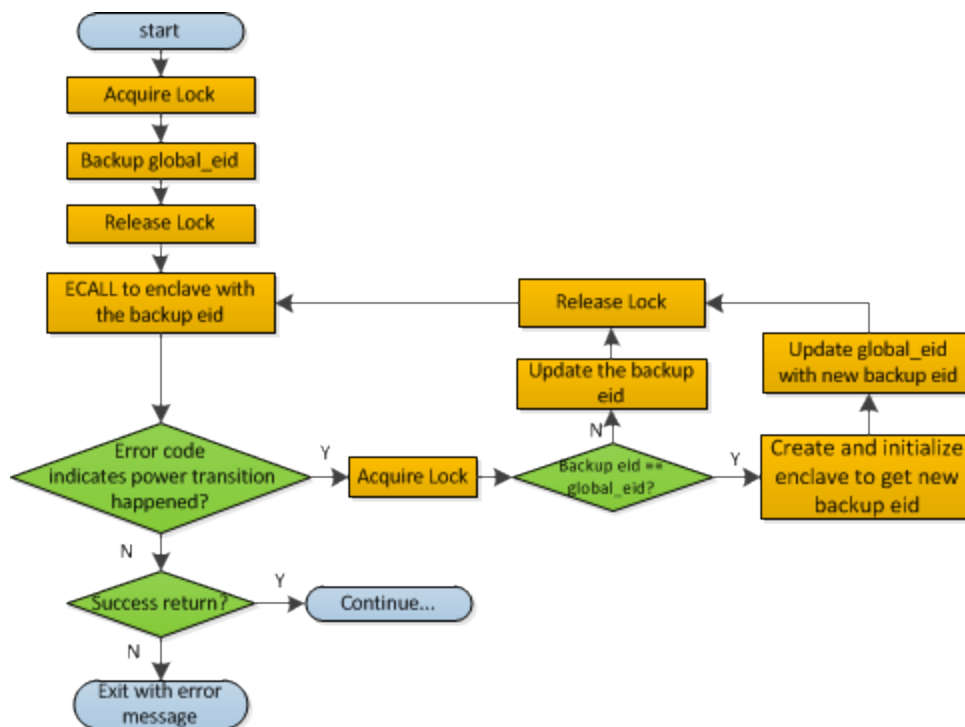 start
Acquire Lock
Backup global_eid
Release Lock
ECALL to enclave with
the backup eid
Release Lock
Update the backup
eid
Update global_eid
with new backup eid
Error code
indicates power transition
happened?
Y
Acquire Lock
N
Backup eid ==
global_eid?
Y
Create and initialize
enclave to get new
backup eid
N
Success return?
Y
Continue...
N
Exit with error
message